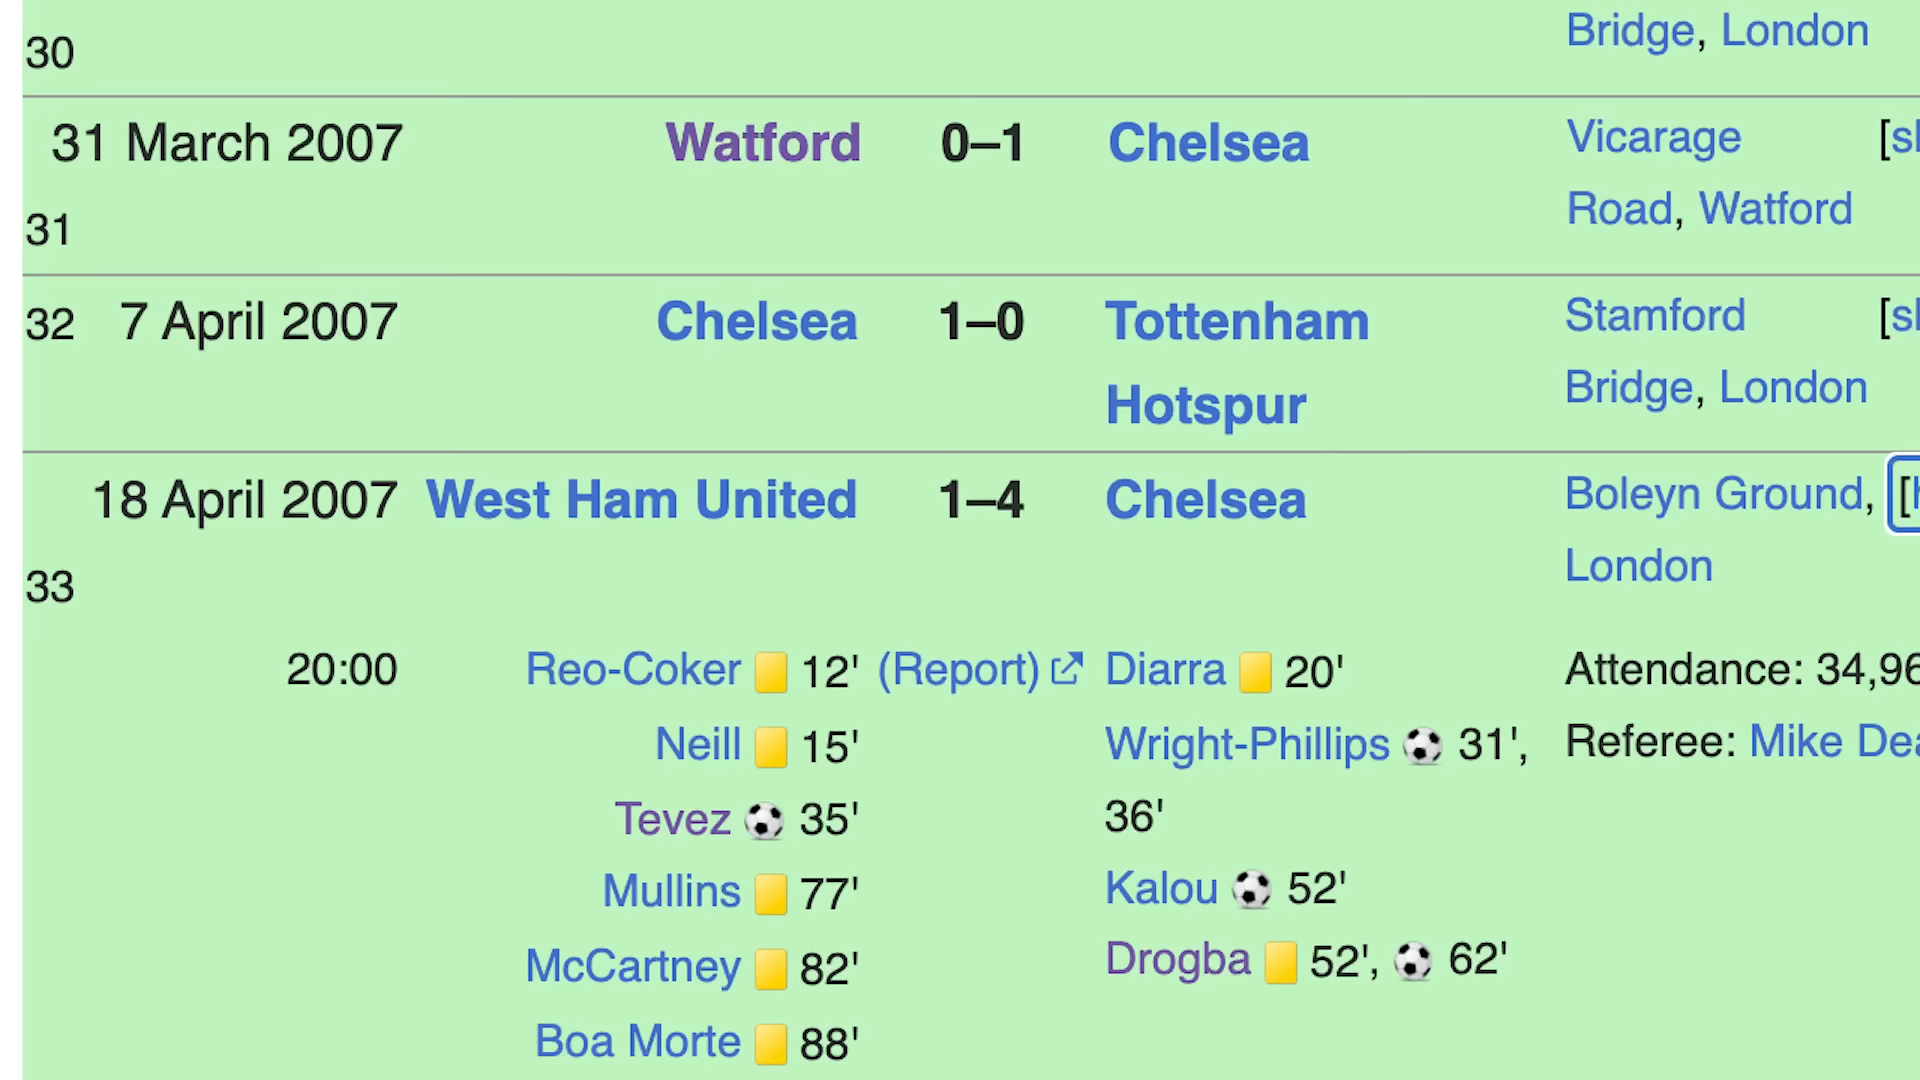 Bridge, London
30
31 March 2007 Watford 0–1 Chelsea Vicarage
Road, Watford
31
32 7 April 2007 Chelsea 1–0 Tottenham Stamford
Hotspur Bridge, London
18 April 2007 West Ham United 1–4 Chelsea Boleyn Ground,
London
33
20:00 Reo-Coker 12' (Report) Diarra 20' Attendance: 34,96
Neill 15' Wright-Phillips 31', Referee: Mike Dea
Tevez 35' 36'
Mullins 77' Kalou 52'
McCartney 82' Drogba 52', 62'
Boa Morte 88'